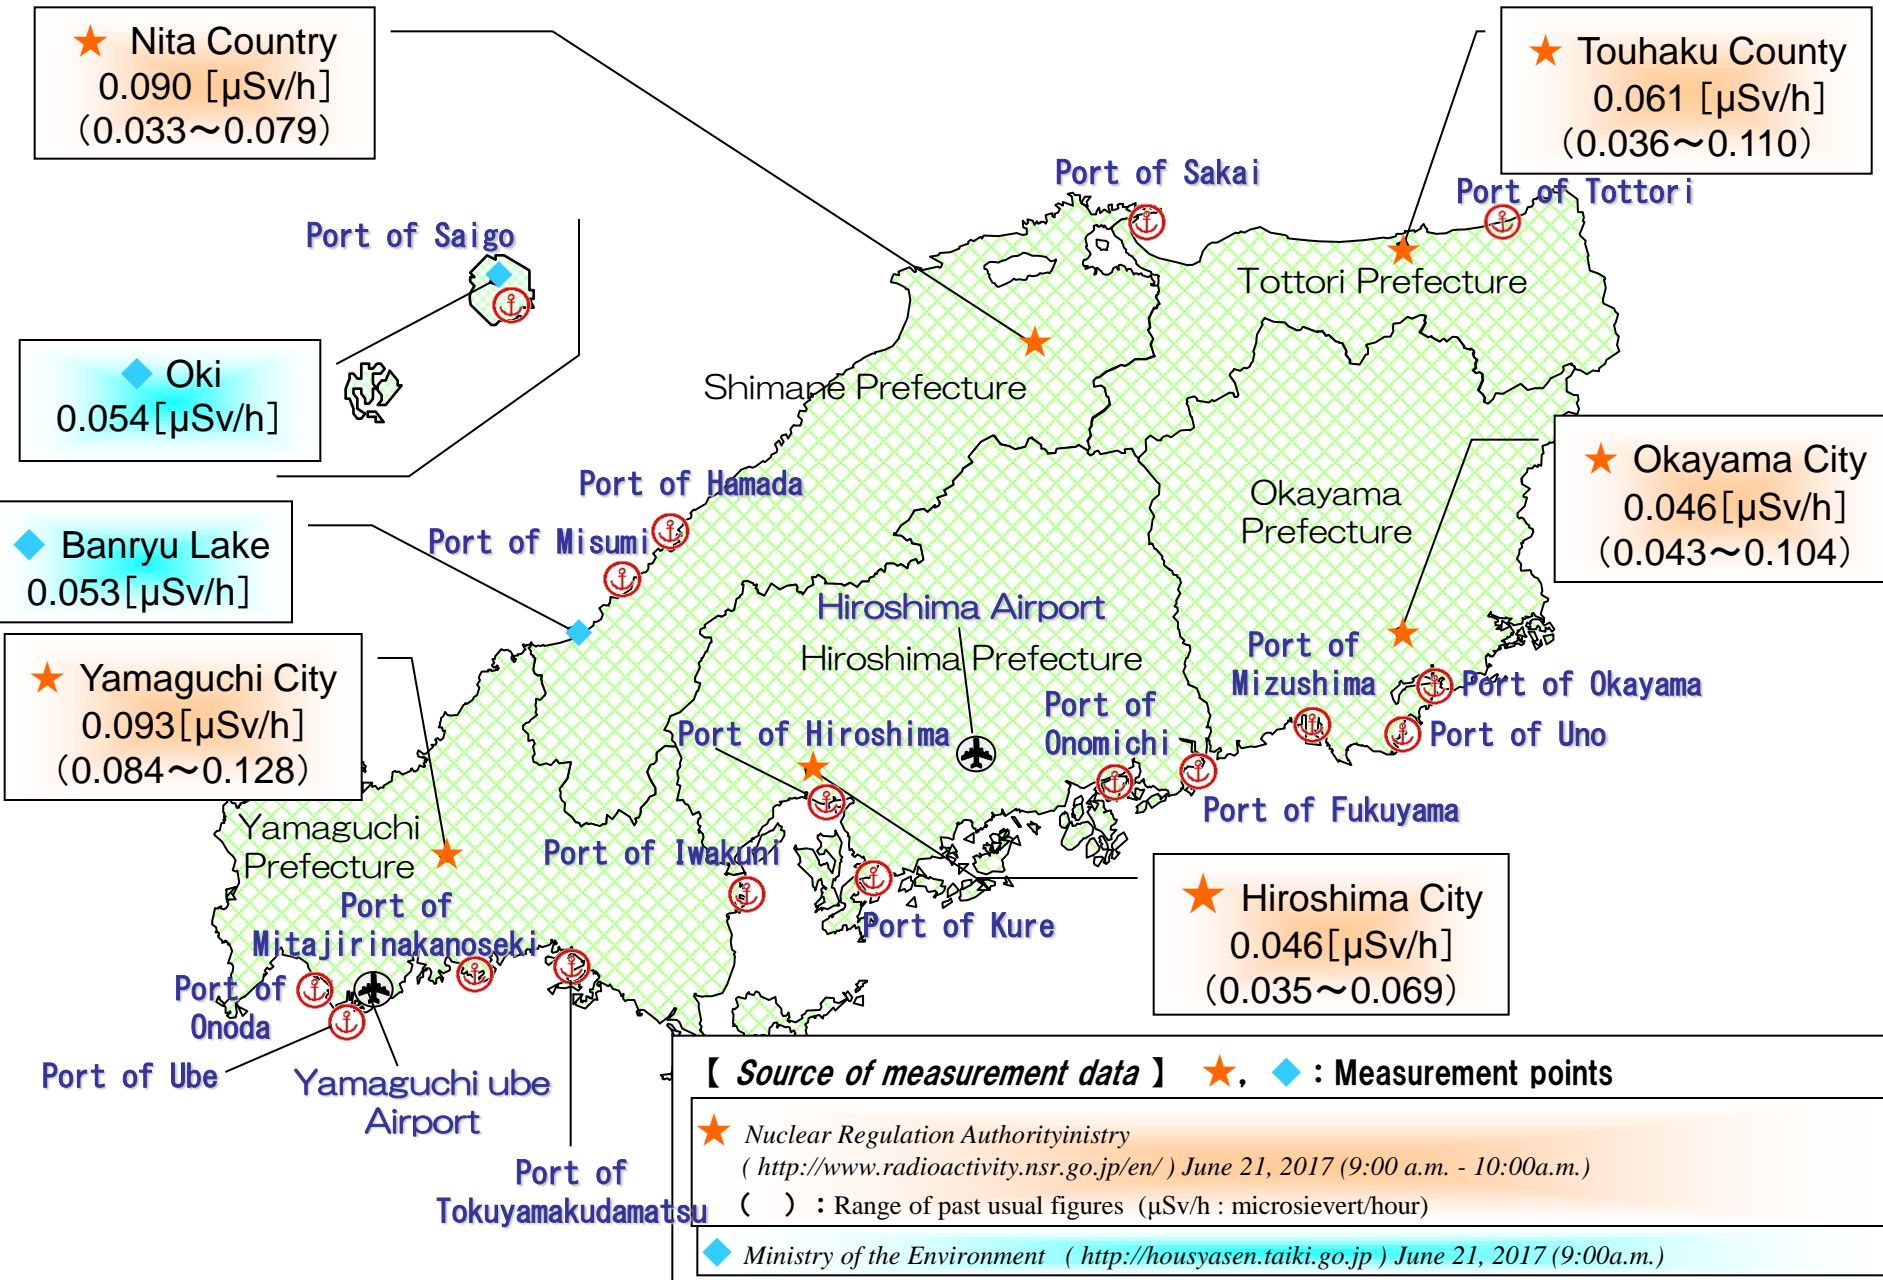 ★ Nita Country
0.090 [μSv/h]
(0.033～0.079)
★ Touhaku County
0.061 [μSv/h]
(0.036～0.110)
Port of Sakai
Port of Tottori
Port of Saigo
Tottori Prefecture
◆ Oki
0.054[μSv/h]
Shimane Prefecture
★ Okayama City
0.046[μSv/h]
(0.043～0.104)
Port of Hamada
Okayama
Prefecture
Port of Misumi
◆ Banryu Lake
0.053[μSv/h]
Hiroshima Airport
Hiroshima Prefecture
Port of
Mizushima
Port of Okayama
★ Yamaguchi City
0.093[μSv/h]
(0.084～0.128)
Port of
Onomichi
Port of Hiroshima
Port of Uno
Port of Fukuyama
Yamaguchi
Prefecture
Port of Iwakuni
★ Hiroshima City
0.046[μSv/h]
(0.035～0.069)
Port of
Mitajirinakanoseki
Port of Kure
Port of
Onoda
Port of Ube
Yamaguchi ube
Airport
Port of
Tokuyamakudamatsu
【 Source of measurement data 】 ★, ◆ : Measurement points
★ Nuclear Regulation Authorityinistry
( http://www.radioactivity.nsr.go.jp/en/ ) June 21, 2017 (9:00 a.m. - 10:00a.m.)
( ) : Range of past usual figures (μSv/h : microsievert/hour)
◆ Ministry of the Environment ( http://housyasen.taiki.go.jp ) June 21, 2017 (9:00a.m.)